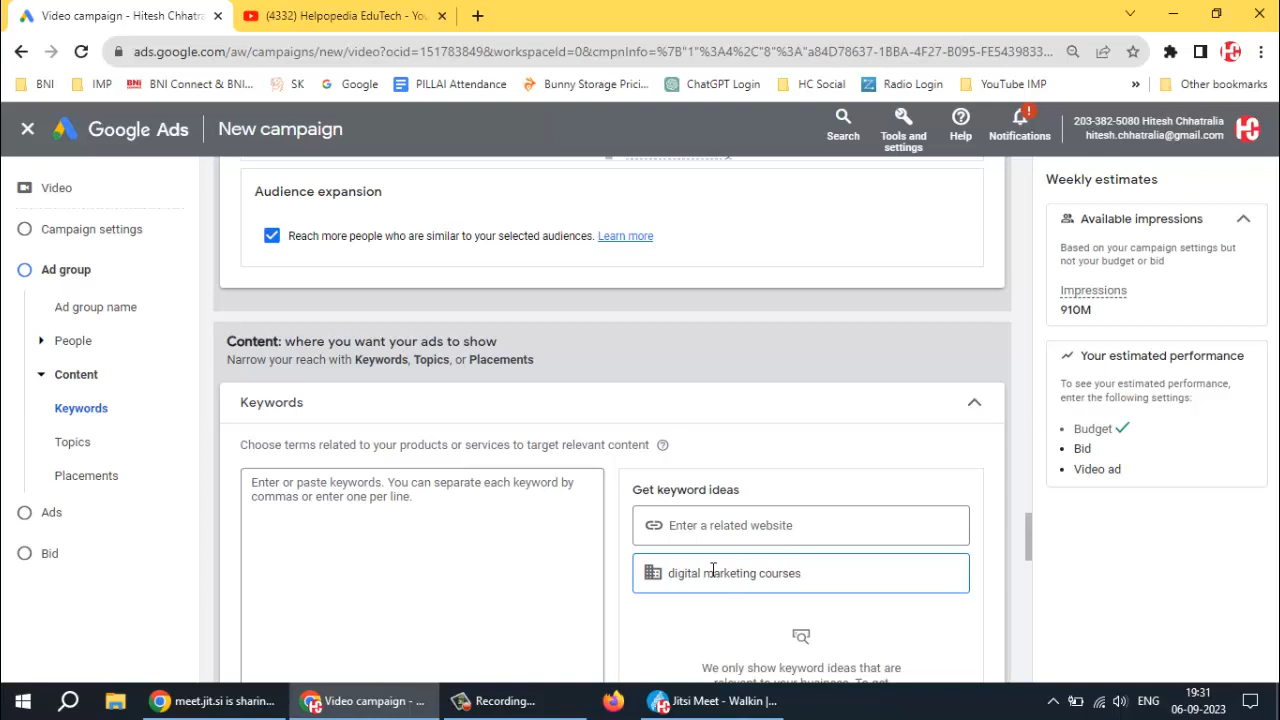 Video campaign - Hitesh Chhatra
(4332) Helpopedia EduTech - You
ads.google.com/aw/campaigns/new/video?ocid=151783849&workspaceId=0&cmpnInfo=%7B"1"%3A4%2C"8"%3A"a84D78637-1BBA-4F27-B095-FE5439833...
BNI
IMP
BNI Connect & BNI...
SK
Google
PILLAI Attendance
Bunny Storage Prici...
ChatGPT Login
HC Social
Radio Login
YouTube IMP
»
Other bookmarks
Google Ads
New campaign
Search
Tools and settings
Help
Notifications
203-382-5080 Hitesh Chhatralia
hitesh.chhatralia@gmail.com
Video
Campaign settings
Ad group
Ad group name
People
Content
Keywords
Topics
Placements
Ads
Bid
Audience expansion
Reach more people who are similar to your selected audiences. Learn more
Content: where you want your ads to show
Narrow your reach with Keywords, Topics, or Placements
Keywords
Choose terms related to your products or services to target relevant content
Enter or paste keywords. You can separate each keyword by
commas or enter one per line.
Get keyword ideas
Enter a related website
digital marketing courses
We only show keyword ideas that are
Weekly estimates
Available impressions
Based on your campaign settings but
not your budget or bid
Impressions
910M
Your estimated performance
To see your estimated performance,
enter the following settings:
Budget
Bid
Video ad
meet.jit.si is sharin...
Video campaign - ...
Recording...
Jitsi Meet - Walkin |...
ENG
19:31
06-09-2023